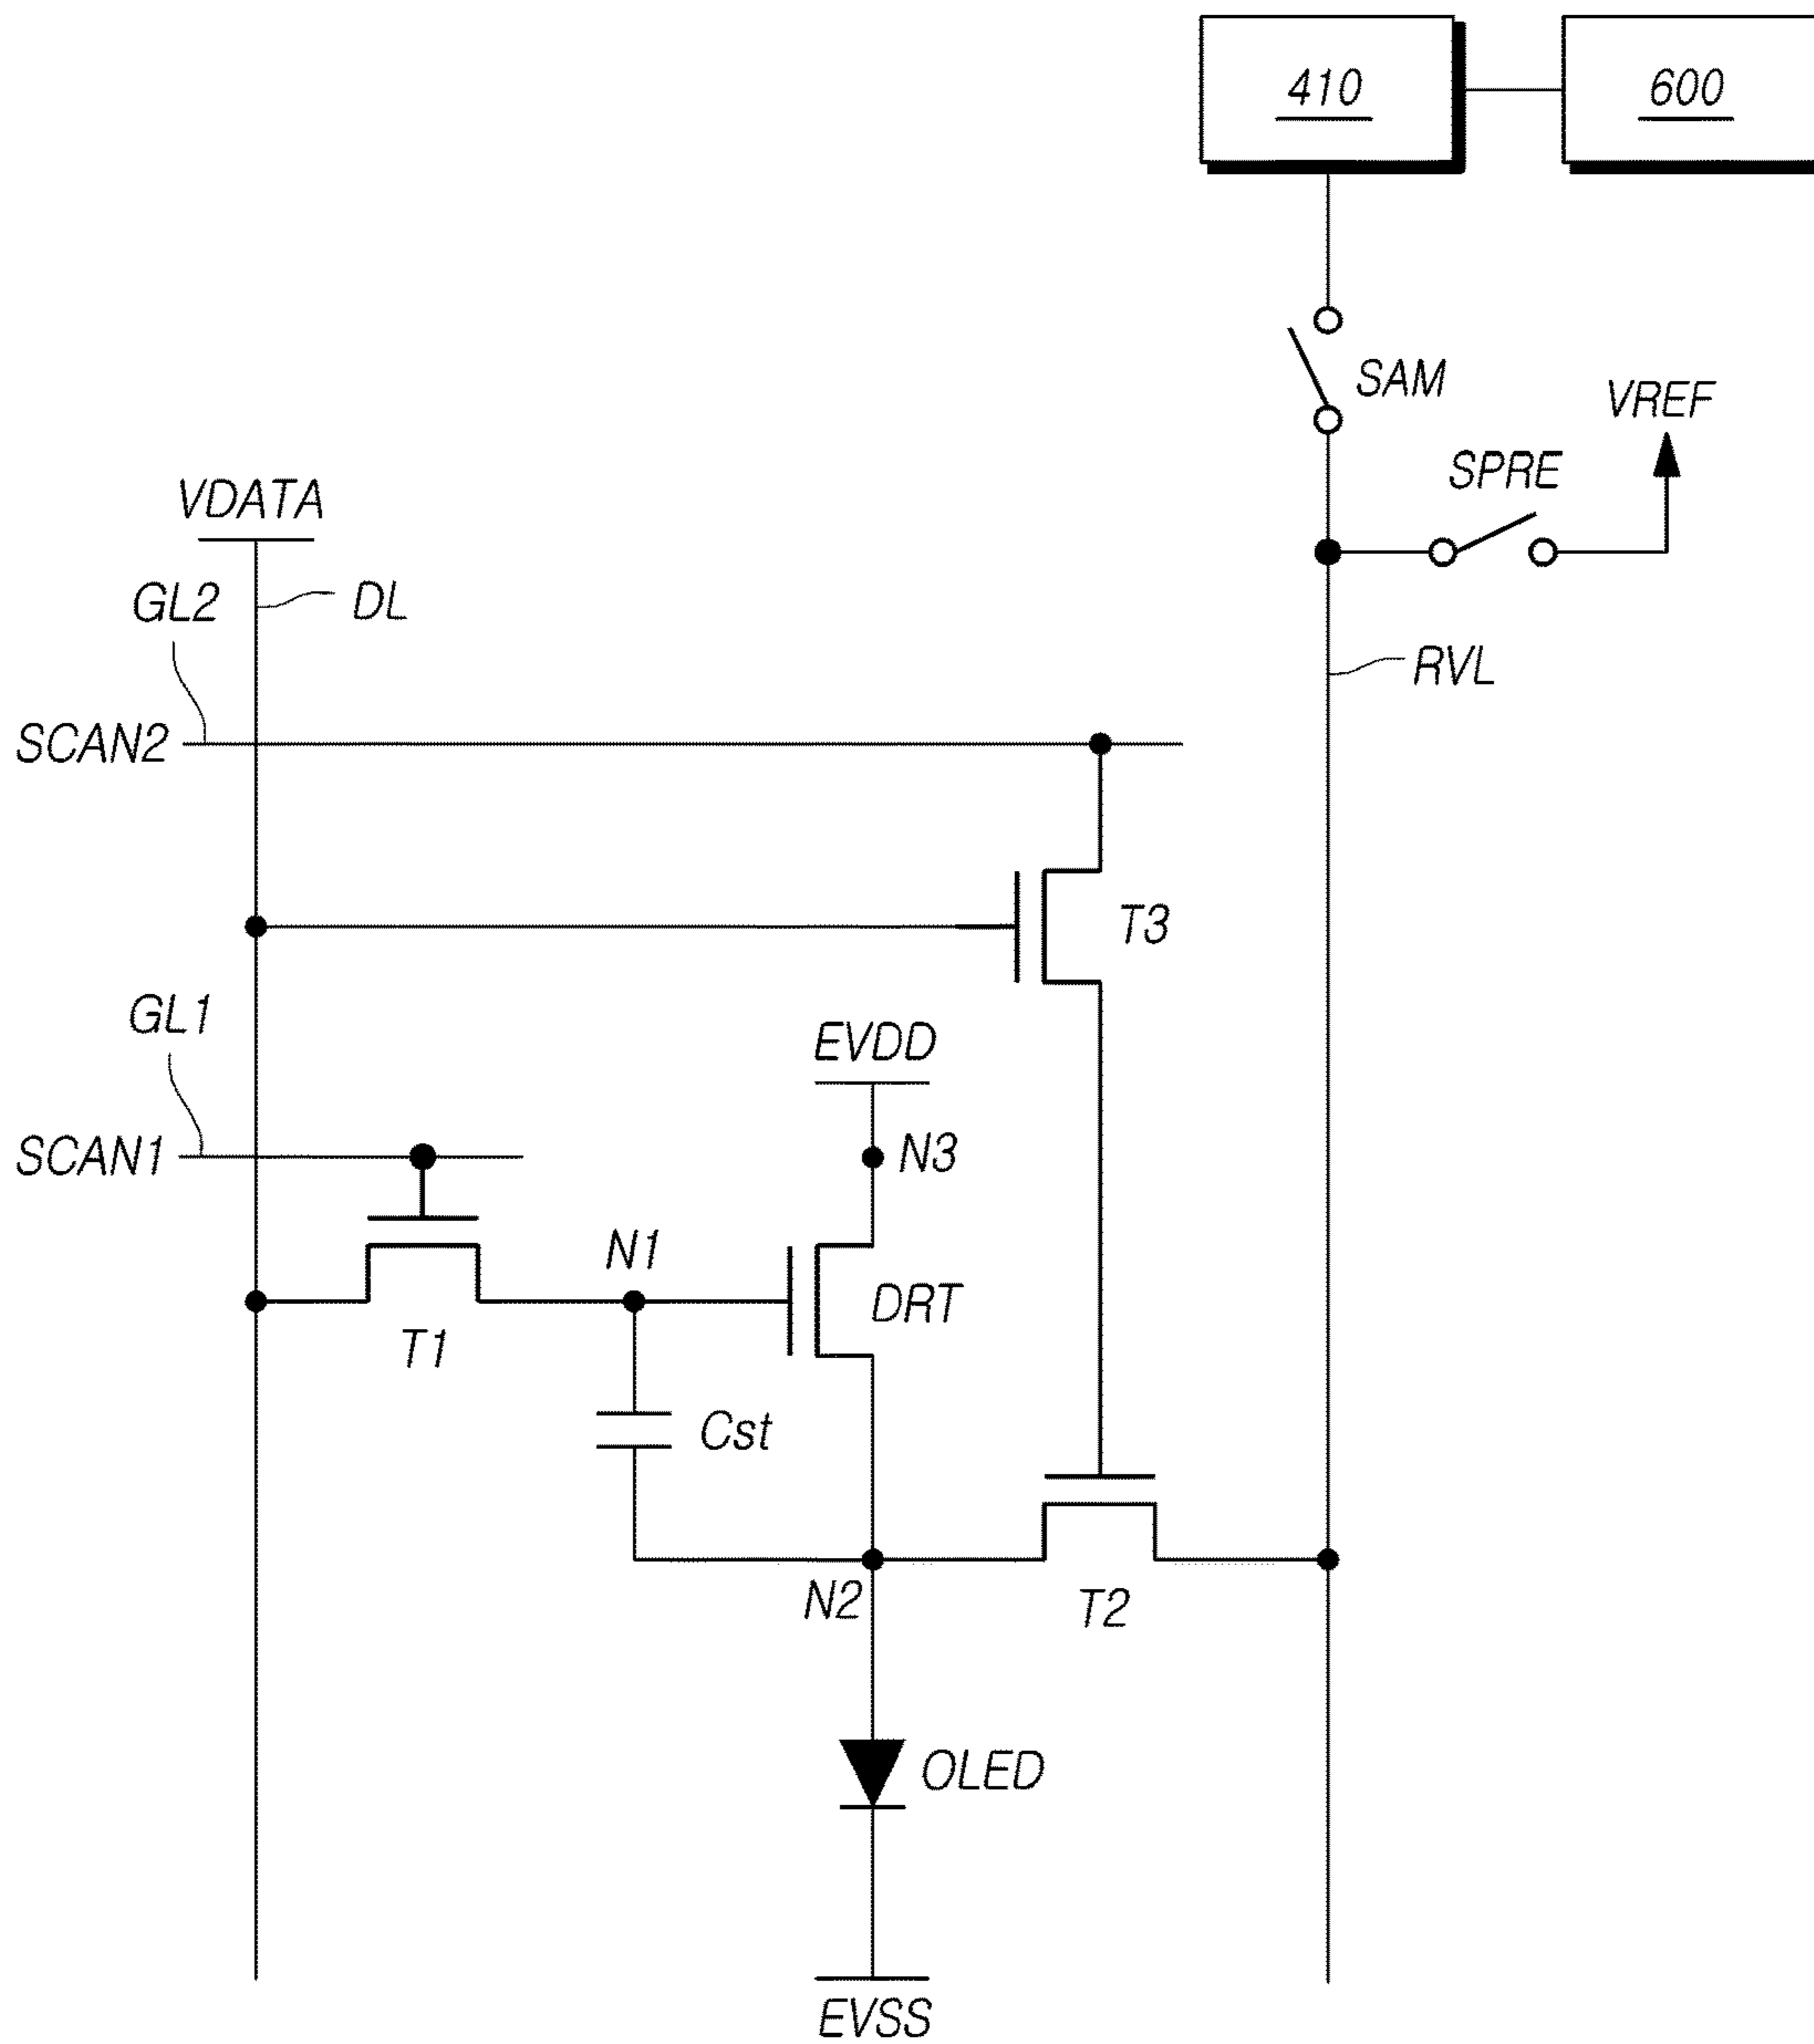 410
600
SAM
VREF
SPRE
VDATA
GL2
DL
RVL
SCAN2
T3
GL1
EVDD
SCAN1
N3
N1
DRT
T1
Cst
N2
T2
OLED
EVSS